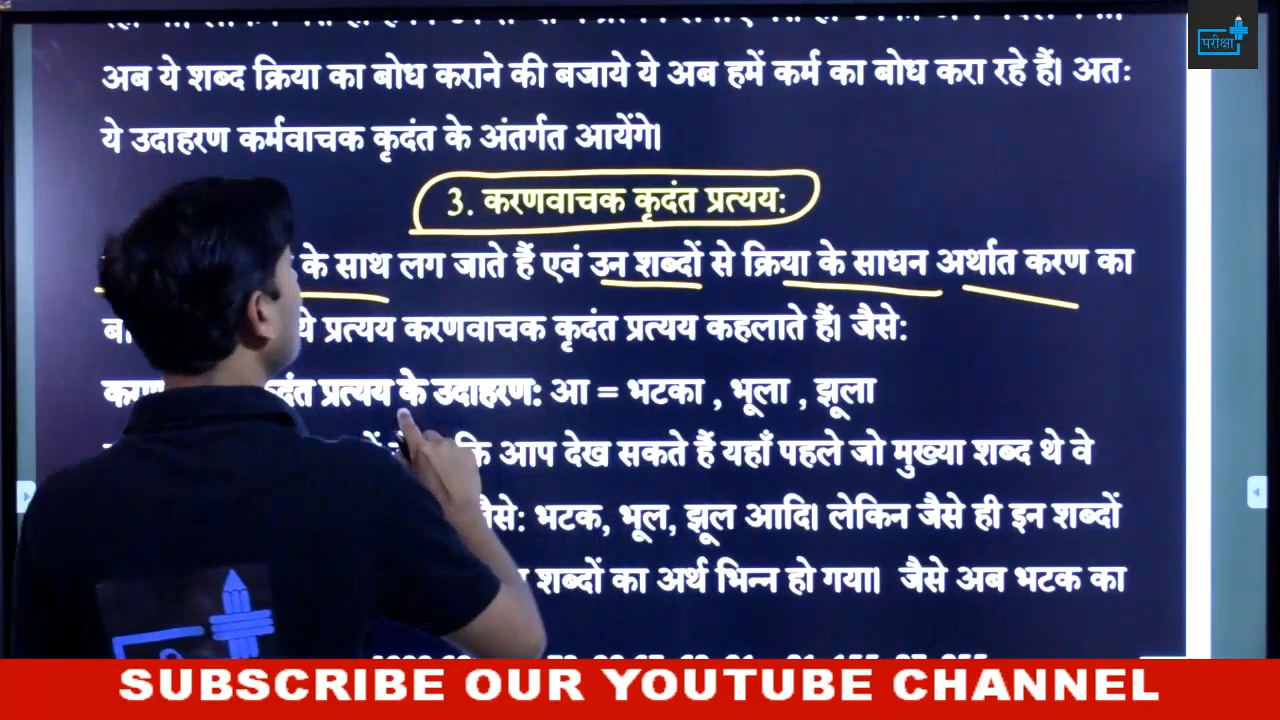 परीक्षा
अब ये शब्द क्रिया का बोध कराने की बजाये ये अब हमें कर्म का बोध करा रहे हैं। अतः
ये उदाहरण कर्मवाचक कृदंत के अंतर्गत आयेंगे।
3. करणवाचक कृदंत प्रत्यय:
के साथ लग जाते हैं एवं उन शब्दों से क्रिया के साधन अर्थात करण का
ये प्रत्यय करणवाचक कृदंत प्रत्यय कहलाते हैं। जैसे:
प्रत्यय के उदाहरण: आ = भटका , भूला , झूला
कि आप देख सकते हैं यहाँ पहले जो मुख्या शब्द थे वे
जैसे: भटक, भूल, झूल आदि। लेकिन जैसे ही इन शब्दों
शब्दों का अर्थ भिन्न हो गया। जैसे अब भटक का
SUBSCRIBE OUR YOUTUBE CHANNEL